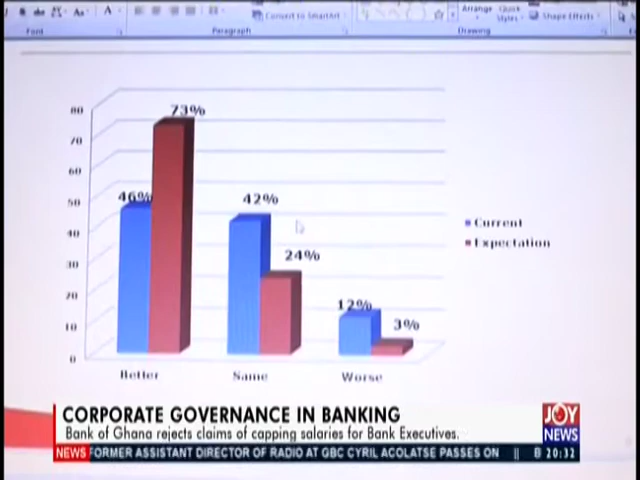 Convert to SmartArt
Arrange
Quick
Styles
Shape Effects
Font
Paragraph
Drawing
80
70
60
50
40
30
20
10
0
73%
46%
42%
24%
12%
3%
Better
Same
Worse
Current
Expectation
CORPORATE GOVERNANCE IN BANKING
Bank of Ghana rejects claims of capping salaries for Bank Executives.
JOY
NEWS
NEWS FORMER ASSISTANT DIRECTOR OF RADIO AT GBC CYRIL ACOLATSE PASSES ON || B 20:32